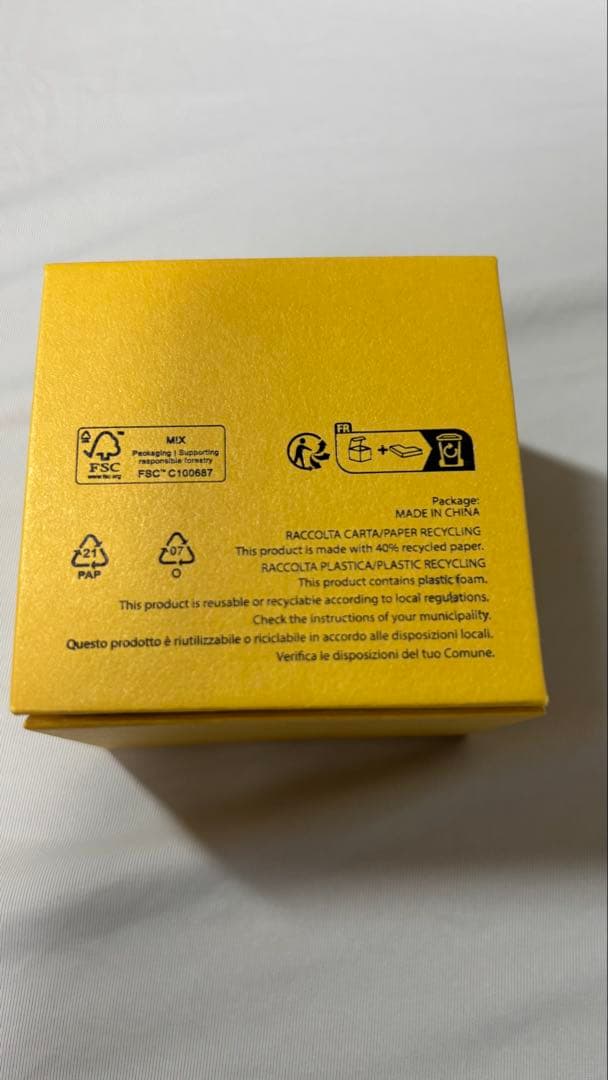 FSC
www.fsc.org
MIX
Packaging | Supporting
responsible forestry
FSC™ C100687
FR
+
Package:
MADE IN CHINA
21
PAP
07
O
RACCOLTA CARTA/PAPER RECYCLING
This product is made with 40% recycled paper.
RACCOLTA PLASTICA/PLASTIC RECYCLING
This product contains plastic foam.
This product is reusable or recyclable according to local regulations.
Check the instructions of your municipality.
Questo prodotto è riutilizzabile o riciclabile in accordo alle disposizioni locali.
Verifica le disposizioni del tuo Comune.